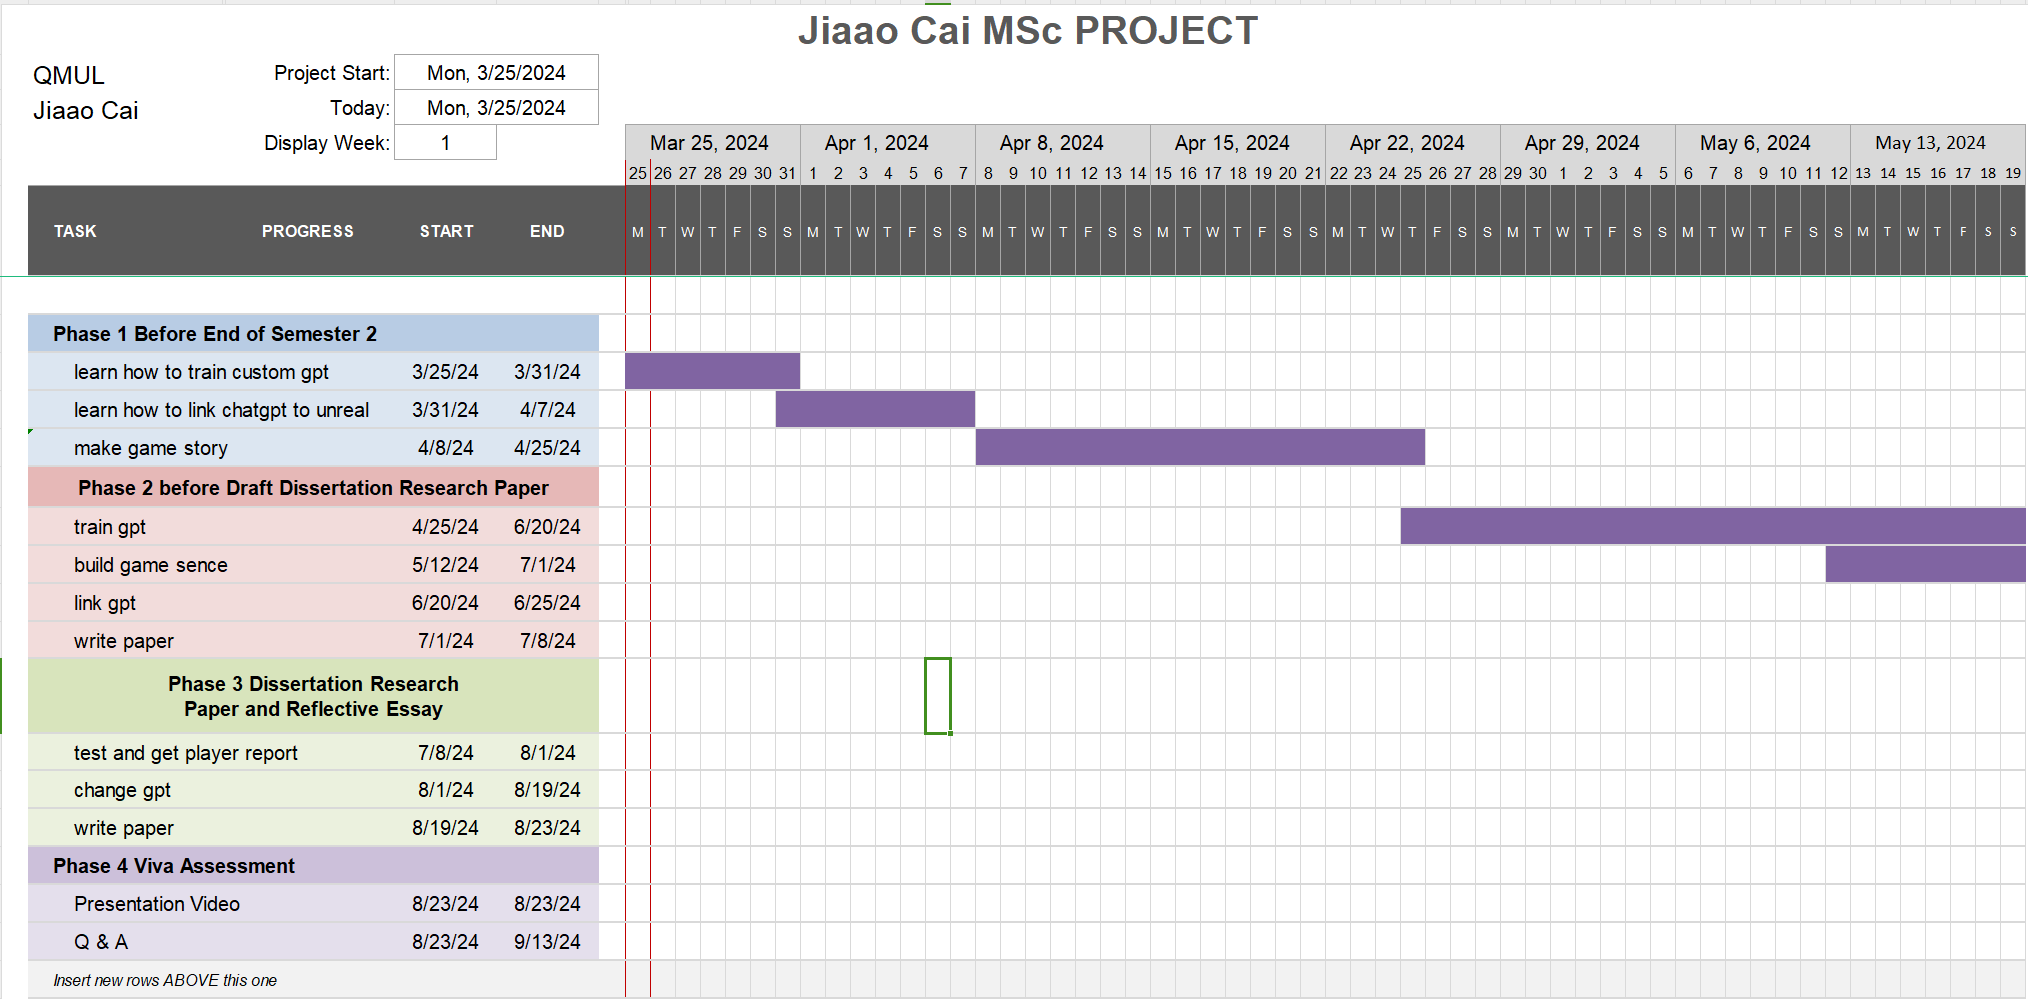 Jiaao Cai MSc PROJECT
QMUL Project Start: Mon, 3/25/2024
Jiaao Cai Today: Mon, 3/25/2024
Display Week: 1
Mar 25, 2024 Apr 1, 2024 Apr 8, 2024 Apr 15, 2024 Apr 22, 2024 Apr 29, 2024 May 6, 2024 May 13, 2024
25 26 27 28 29 30 31 1 2 3 4 5 6 7 8 9 10 11 12 13 14 15 16 17 18 19 20 21 22 23 24 25 26 27 28 29 30 1 2 3 4 5 6 7 8 9 10 11 12 13 14 15 16 17 18 19
TASK PROGRESS START END M T W T F S S M T W T F S S M T W T F S S M T W T F S S M T W T F S S M T W T F S S M T W T F S S M T W T F S S
Phase 1 Before End of Semester 2
learn how to train custom gpt 3/25/24 3/31/24
learn how to link chatgpt to unreal 3/31/24 4/7/24
make game story 4/8/24 4/25/24
Phase 2 before Draft Dissertation Research Paper
train gpt 4/25/24 6/20/24
build game sence 5/12/24 7/1/24
link gpt 6/20/24 6/25/24
write paper 7/1/24 7/8/24
Phase 3 Dissertation Research
Paper and Reflective Essay
test and get player report 7/8/24 8/1/24
change gpt 8/1/24 8/19/24
write paper 8/19/24 8/23/24
Phase 4 Viva Assessment
Presentation Video 8/23/24 8/23/24
Q & A 8/23/24 9/13/24
Insert new rows ABOVE this one